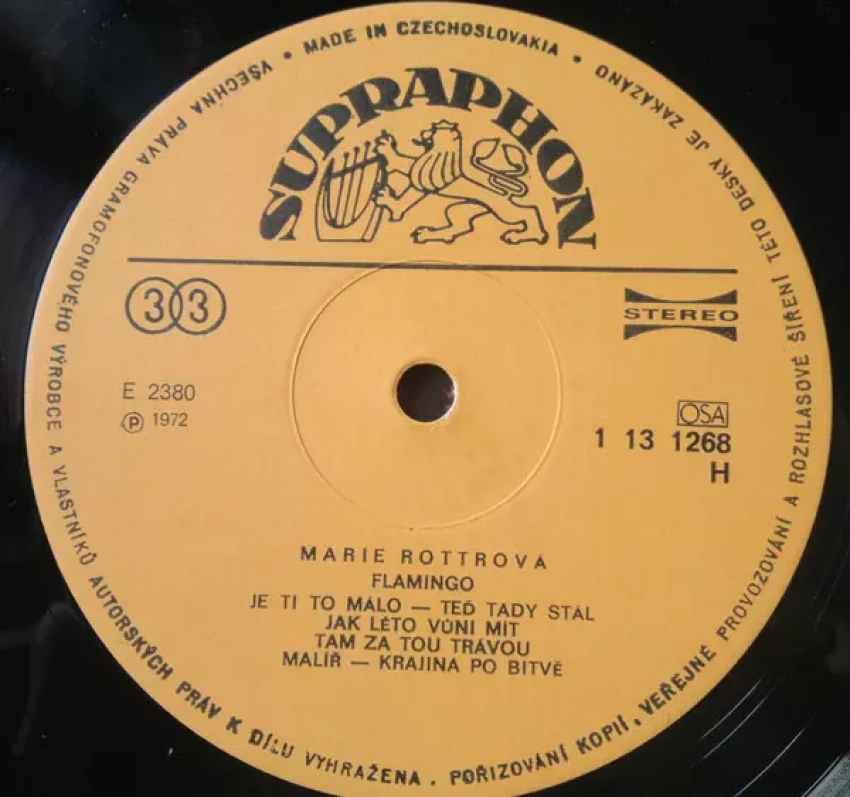 MADE IN CZECHOSLOVAKIA • VŠECHNA PRÁVA GRAMOFONOVÉHO VÝROBCE A VLASTNÍKŮ AUTORSKÝCH PRÁV K DÍLU VYHRAŽENA. POŘIZOVÁNÍ KOPIÍ, VEŘEJNÉ PROVOZOVÁNÍ A ROZHLASOVÉ ŠÍŘENÍ TÉTO DESKY JE ZAKÁZÁNO •
SUPRAPHON
33
STEREO
E 2380
℗ 1972
OSA
1 13 1268
H
MARIE ROTTROVÁ
FLAMINGO
JE TI TO MÁLO — TEĎ TADY STÁL
JAK LÉTO VŮNI MÍT
TAM ZA TOU TRÁVOU
MALÍŘ — KRAJINA PO BITVĚ